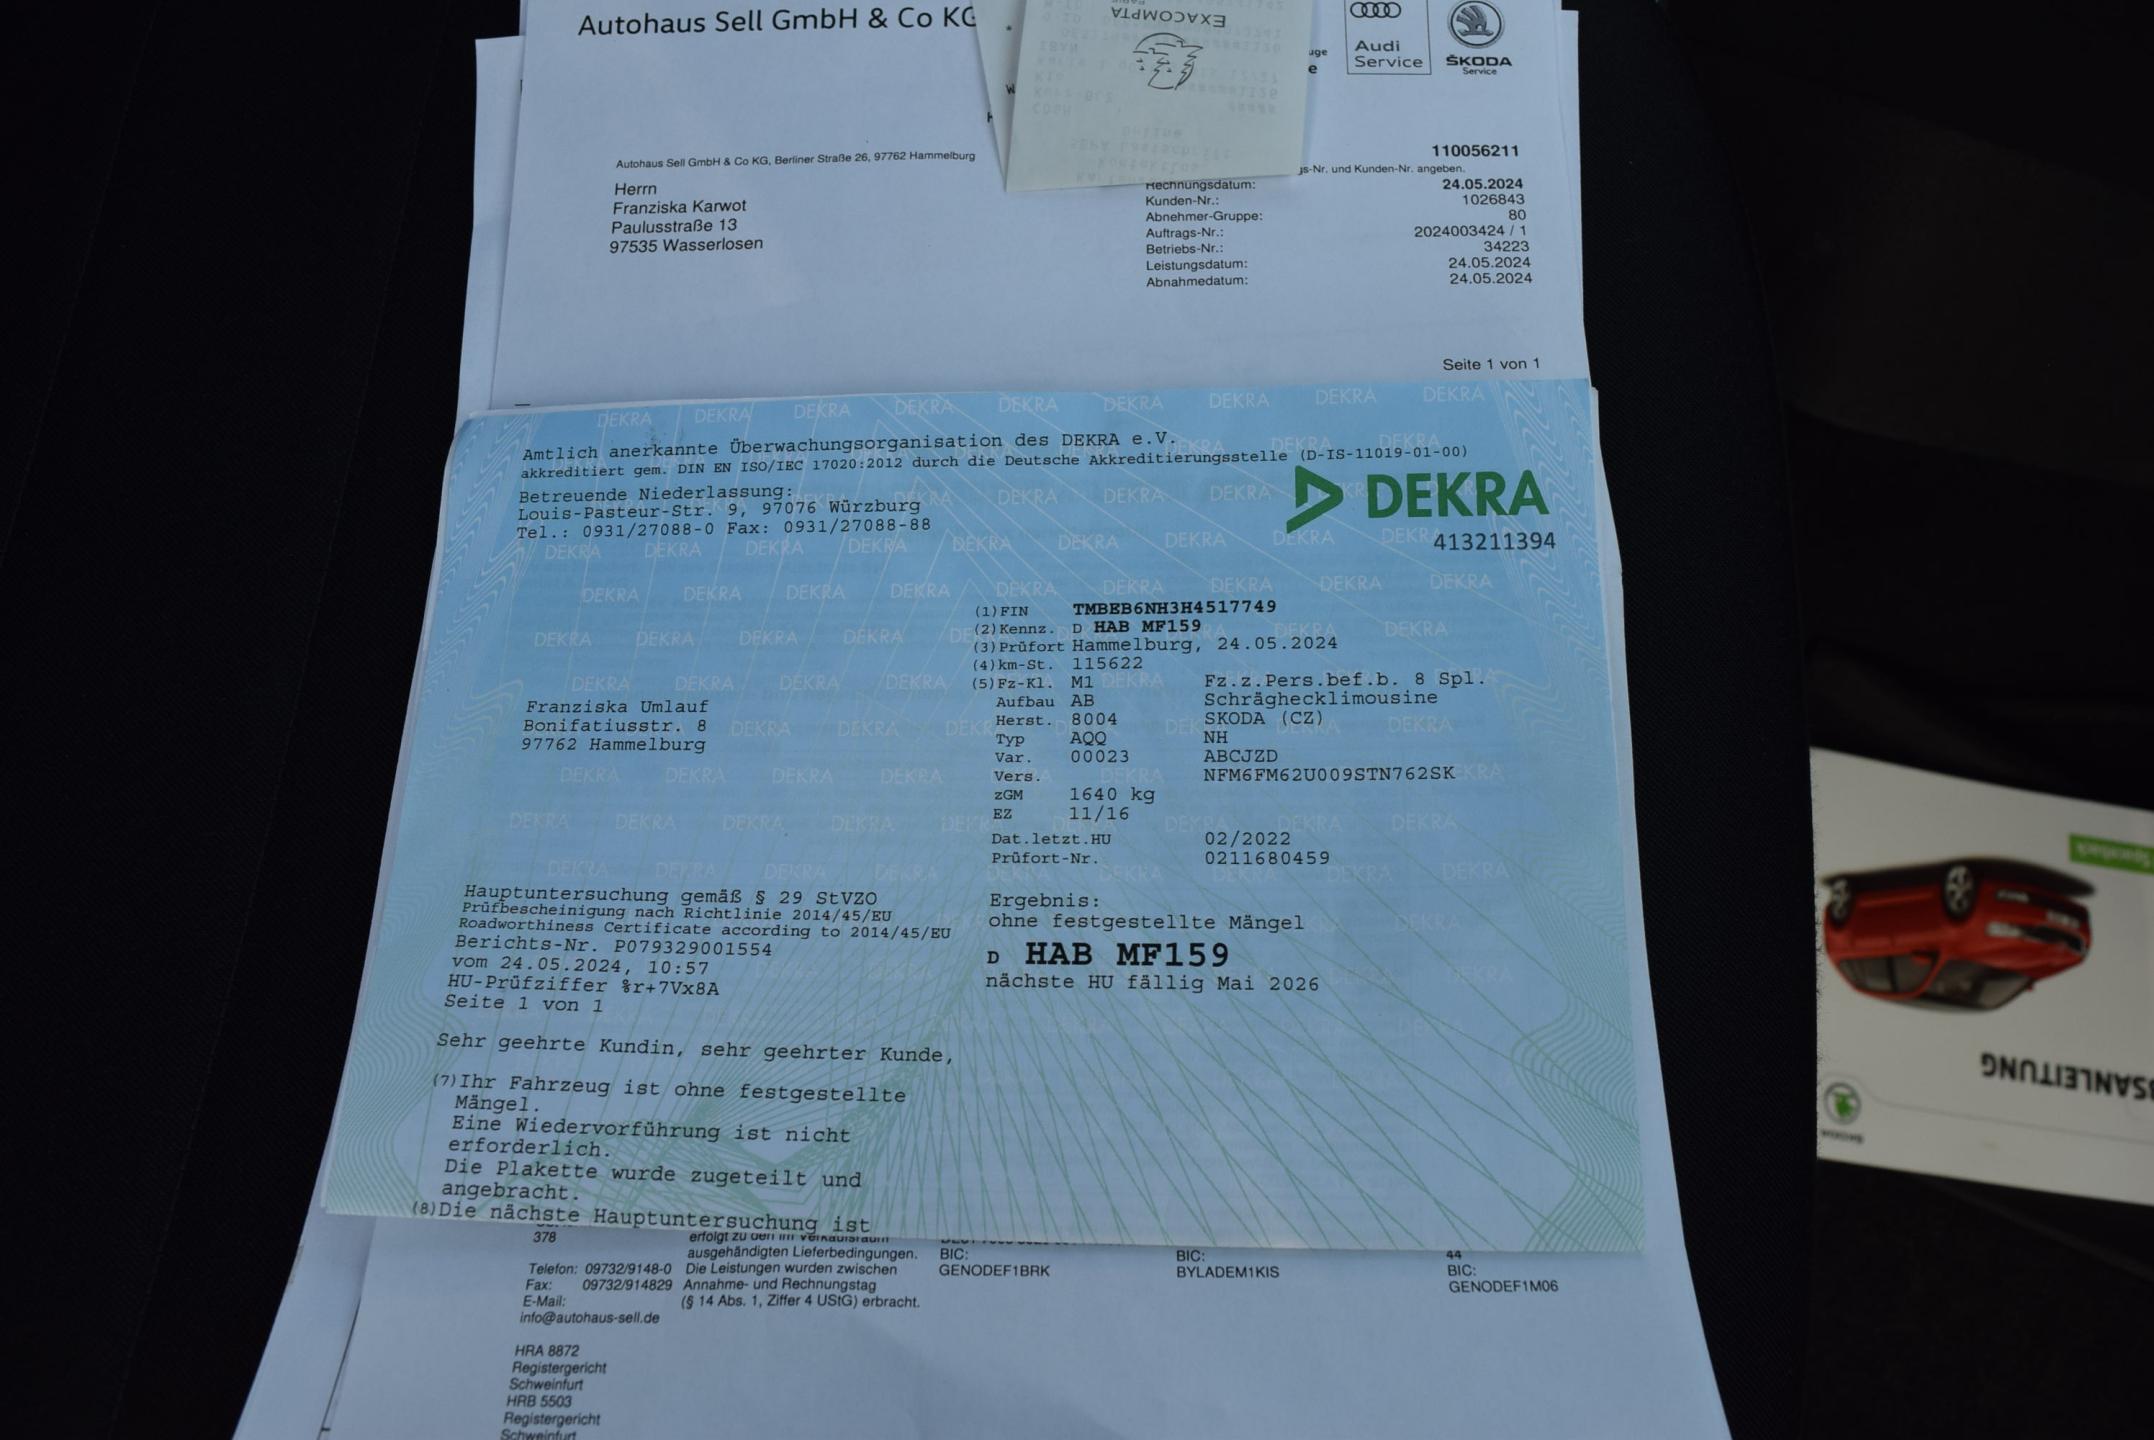 Autohaus Sell GmbH & Co KG
EXACOMPTA
Audi
Service
ŠKODA
Service
Autohaus Sell GmbH & Co KG, Berliner Straße 26, 97762 Hammelburg
Herrn
Franziska Karwot
Paulusstraße 13
97535 Wasserlosen
110056211
gs-Nr. und Kunden-Nr. angeben.
Rechnungsdatum: 24.05.2024
Kunden-Nr.: 1026843
Abnehmer-Gruppe: 80
Auftrags-Nr.: 2024003424 / 1
Betriebs-Nr.: 34223
Leistungsdatum: 24.05.2024
Abnahmedatum: 24.05.2024
Seite 1 von 1
Amtlich anerkannte Überwachungsorganisation des DEKRA e.V.
akkreditiert gem. DIN EN ISO/IEC 17020:2012 durch die Deutsche Akkreditierungsstelle (D-IS-11019-01-00)
Betreuende Niederlassung:
Louis-Pasteur-Str. 9, 97076 Würzburg
Tel.: 0931/27088-0 Fax: 0931/27088-88
DEKRA
413211394
(1)FIN TMBEB6NH3H4517749
(2)Kennz. D HAB MF159
(3)Prüfort Hammelburg, 24.05.2024
(4)km-St. 115622
(5)Fz-Kl. M1 Fz.z.Pers.bef.b. 8 Spl.
Aufbau AB Schräghecklimousine
Herst. 8004 SKODA (CZ)
Typ AQQ NH
Var. 00023 ABCJZD
Vers. NFM6FM62U009STN762SK
zGM 1640 kg
EZ 11/16
Dat.letzt.HU 02/2022
Prüfort-Nr. 0211680459
Franziska Umlauf
Bonifatiusstr. 8
97762 Hammelburg
Hauptuntersuchung gemäß § 29 StVZO
Prüfbescheinigung nach Richtlinie 2014/45/EU
Roadworthiness Certificate according to 2014/45/EU
Berichts-Nr. P079329001554
vom 24.05.2024, 10:57
HU-Prüfziffer %r+7Vx8A
Seite 1 von 1
Ergebnis:
ohne festgestellte Mängel
D HAB MF159
nächste HU fällig Mai 2026
Sehr geehrte Kundin, sehr geehrter Kunde,
(7)Ihr Fahrzeug ist ohne festgestellte
Mängel.
Eine Wiedervorführung ist nicht
erforderlich.
Die Plakette wurde zugeteilt und
angebracht.
(8)Die nächste Hauptuntersuchung ist
378
Telefon: 09732/9148-0
Fax: 09732/914829
E-Mail:
info@autohaus-sell.de
HRA 8872
Registergericht
Schweinfurt
HRB 5503
Registergericht
Schweinfurt
erfolgt zu den im Verkaufsraum
ausgehändigten Lieferbedingungen.
Die Leistungen wurden zwischen
Annahme- und Rechnungstag
(§ 14 Abs. 1, Ziffer 4 UStG) erbracht.
BIC:
GENODEF1BRK
BIC:
BYLADEM1KIS
44
BIC:
GENODEF1M06
SANLEITUNG